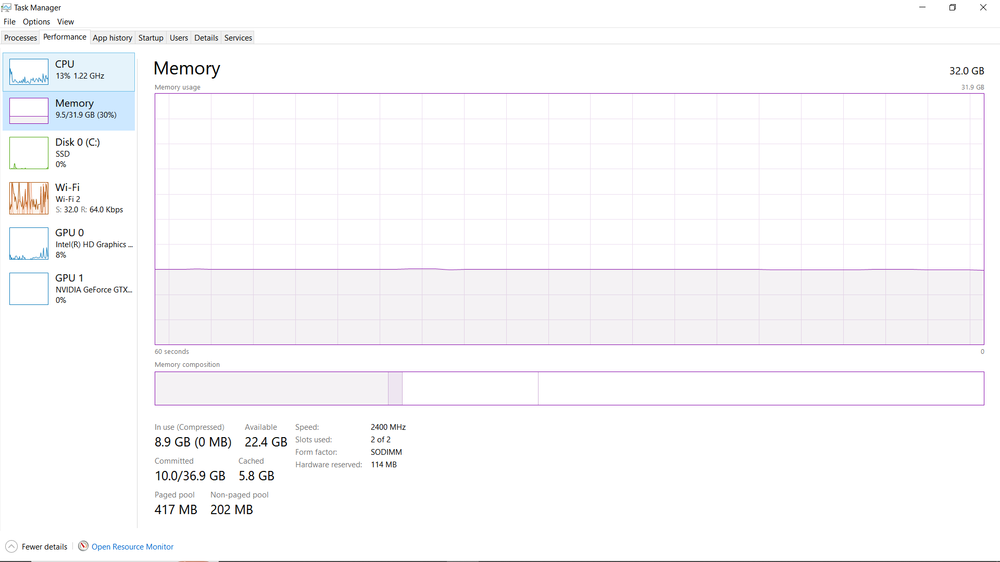 Task Manager
File Options View
Processes Performance App history Startup Users Details Services
CPU
13% 1.22 GHz
Memory
9.5/31.9 GB (30%)
Disk 0 (C:)
SSD
0%
Wi-Fi
Wi-Fi 2
S: 32.0 R: 64.0 Kbps
GPU 0
Intel(R) HD Graphics ...
8%
GPU 1
NVIDIA GeForce GTX...
0%
Memory 32.0 GB
Memory usage 31.9 GB
60 seconds 0
Memory composition
In use (Compressed) Available
8.9 GB (0 MB) 22.4 GB
Committed Cached
10.0/36.9 GB 5.8 GB
Paged pool Non-paged pool
417 MB 202 MB
Speed: 2400 MHz
Slots used: 2 of 2
Form factor: SODIMM
Hardware reserved: 114 MB
Fewer details Open Resource Monitor